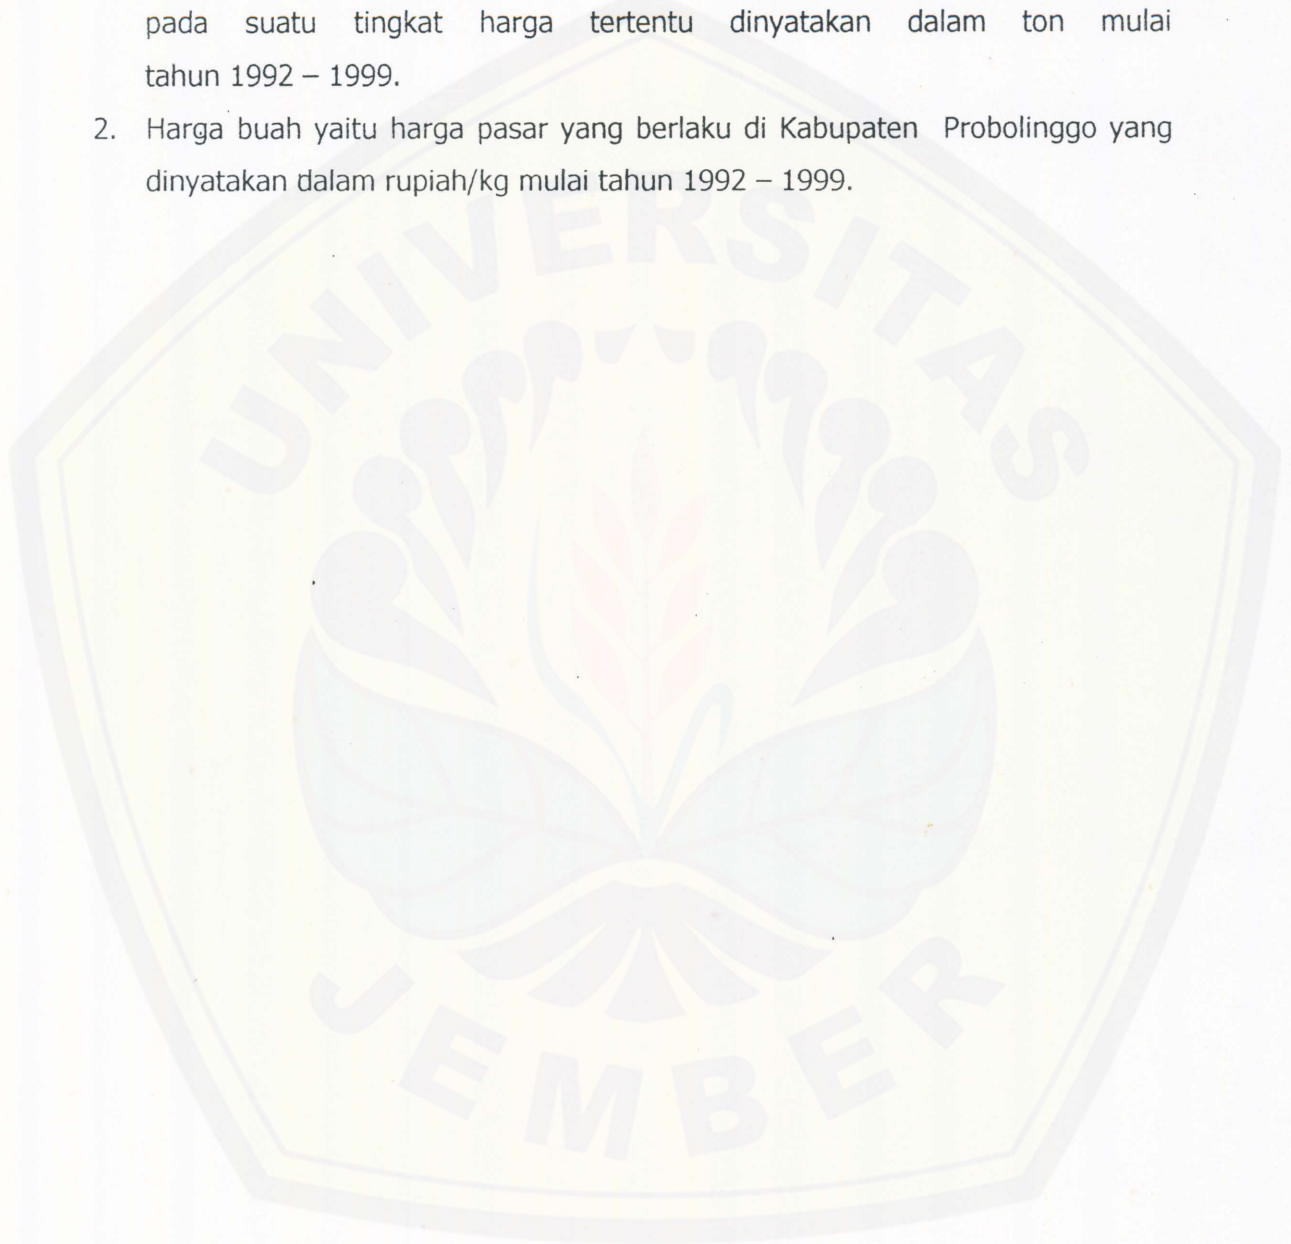 pada suatu tingkat harga tertentu dinyatakan dalam ton mulai
tahun 1992 – 1999.
2. Harga buah yaitu harga pasar yang berlaku di Kabupaten Probolinggo yang
dinyatakan dalam rupiah/kg mulai tahun 1992 – 1999.
UNIVERSITAS
JEMBER